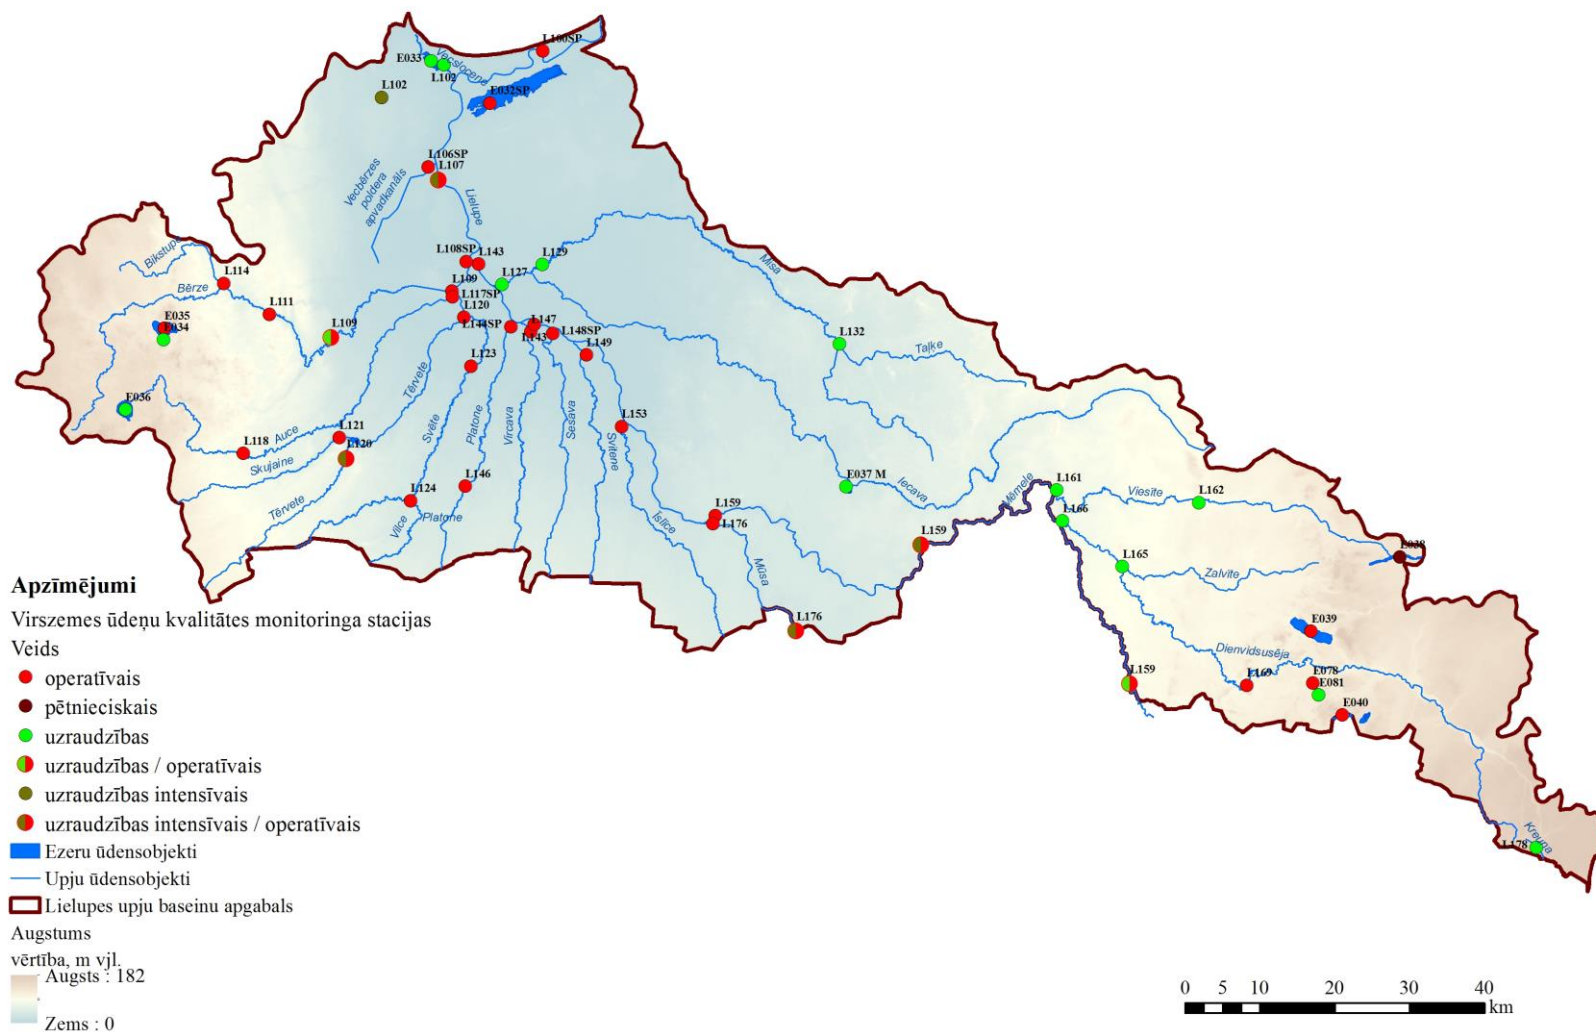 L100SP
E033
Vecslocene
L102
L102
E032SP
L106SP
L107
Vecbērzes
poldera
apvadkanāls
Lielupe
L108SP
L143
L129
L127
Misa
Bikstupe
L114
Bērze
L111
L109
L117SP
L120
L109
E035
E034
L144SP
L147
L143
L148SP
L149
L132
Taļķe
L123
Tērvete
Svēte
Platone
Vircava
Sesava
Svitene
L153
E036
L118
Auce
L121
Skujaine
L120
L146
L124
Tērvete
Vilce
Platone
Īslīce
L159
L176
Mūsa
L176
E037 M
Iecava
Mēmele
L159
L161
L166
Viesīte
L162
L165
Zalvīte
E038
E039
Dienvidsusēja
L159
L169
E078
E081
E040
Kreuņa
L178
Apzīmējumi
Virszemes ūdeņu kvalitātes monitoringa stacijas
Veids
operatīvais
pētnieciskais
uzraudzības
uzraudzības / operatīvais
uzraudzības intensīvais
uzraudzības intensīvais / operatīvais
Ezeru ūdensobjekti
Upju ūdensobjekti
Lielupes upju baseinu apgabals
Augstums
vērtība, m vjl.
Augsts : 182
Zems : 0
0 5 10 20 30 40
km